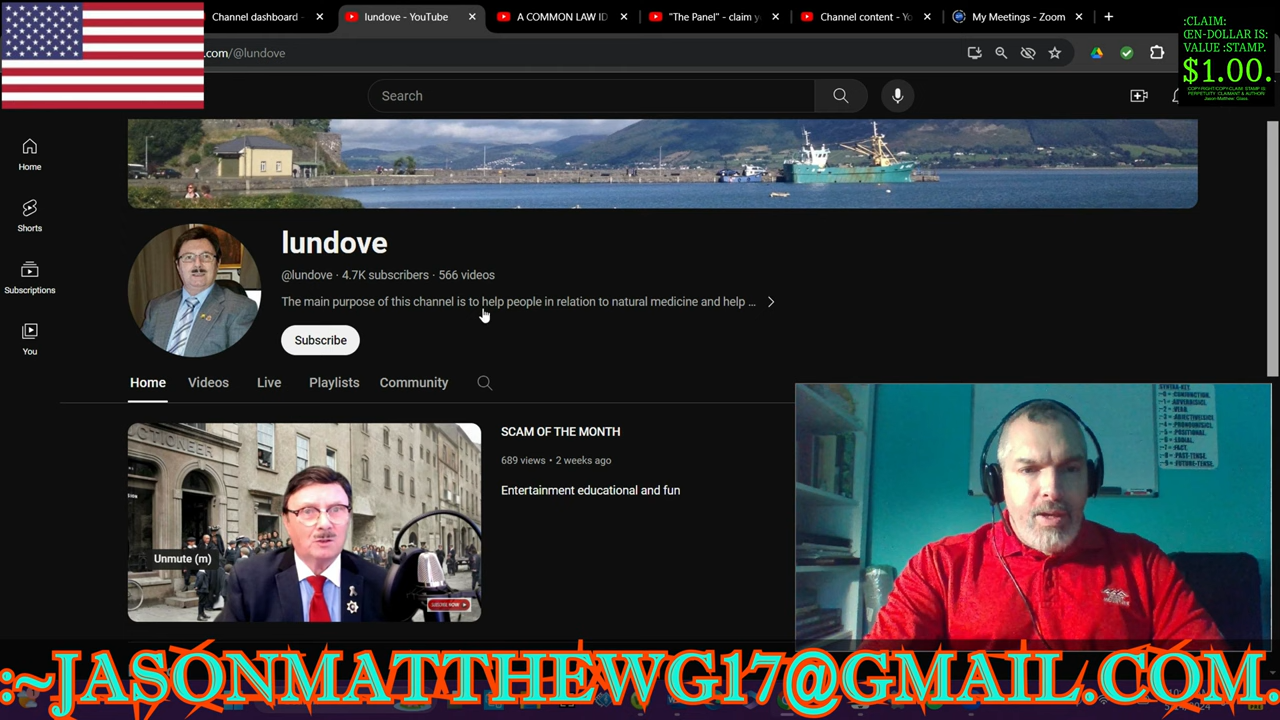 Channel dashboard
lundove - YouTube
A COMMON LAW ID
"The Panel" - claim y
Channel content - Yo
My Meetings - Zoom
.com/@lundove
:CLAIM:
VALUE :STAMP.
$1.00.
Search
Home
Shorts
Subscriptions
You
lundove
@lundove · 4.7K subscribers · 566 videos
The main purpose of this channel is to help people in relation to natural medicine and help ...
Subscribe
Home
Videos
Live
Playlists
Community
SCAM OF THE MONTH
689 views • 2 weeks ago
Entertainment educational and fun
Unmute (m)
SUBSCRIBE NOW
:~JASONMATTHEWG17@GMAIL.COM.